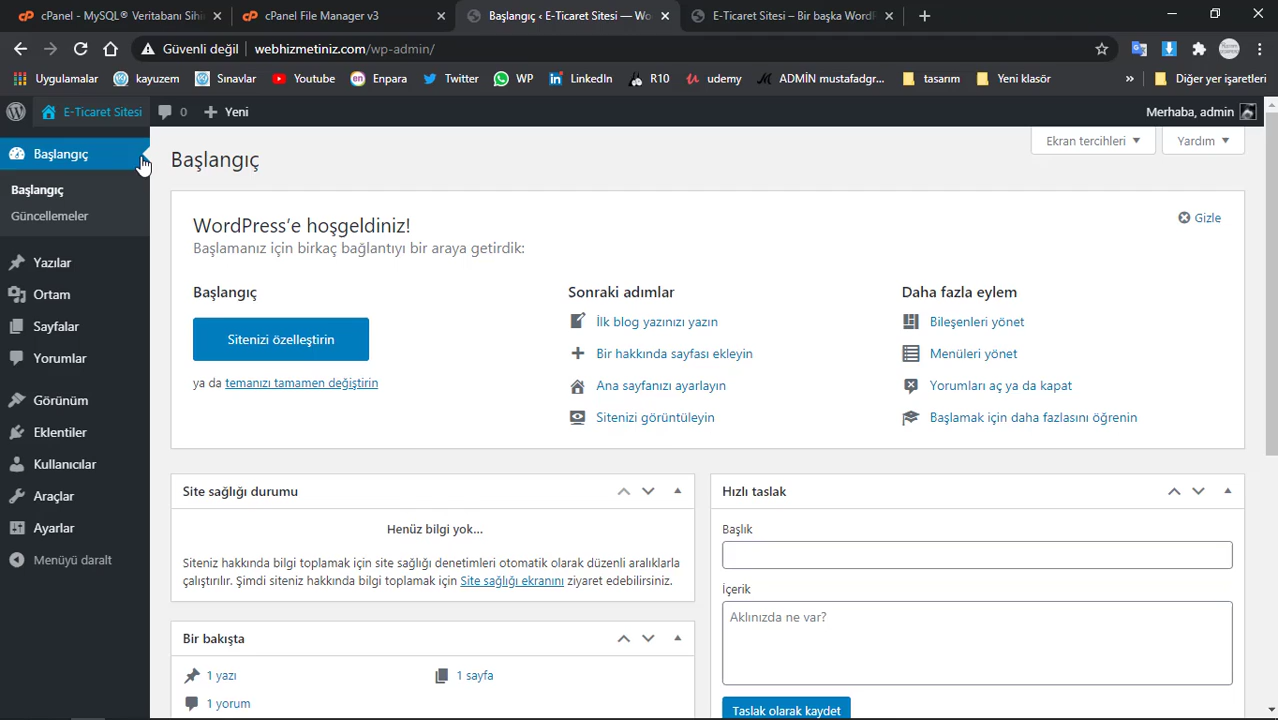 cPanel - MySQL® Veritabanı Sihi
cPanel File Manager v3
Başlangıç ‹ E-Ticaret Sitesi — Wo
E-Ticaret Sitesi – Bir başka WordP
Güvenli değil
webhizmetiniz.com/wp-admin/
Uygulamalar
kayuzem
Sınavlar
Youtube
en
Enpara
Twitter
WP
LinkedIn
R10
udemy
ADMİN mustafadgr...
tasarım
Yeni klasör
»
Diğer yer işaretleri
E-Ticaret Sitesi
0
Yeni
Merhaba, admin
Başlangıç
Başlangıç
Güncellemeler
Yazılar
Ortam
Sayfalar
Yorumlar
Görünüm
Eklentiler
Kullanıcılar
Araçlar
Ayarlar
Menüyü daralt
Başlangıç
Ekran tercihleri
Yardım
WordPress'e hoşgeldiniz!
Gizle
Başlamanız için birkaç bağlantıyı bir araya getirdik:
Başlangıç
Sitenizi özelleştirin
ya da temanızı tamamen değiştirin
Sonraki adımlar
İlk blog yazınızı yazın
Bir hakkında sayfası ekleyin
Ana sayfanızı ayarlayın
Sitenizi görüntüleyin
Daha fazla eylem
Bileşenleri yönet
Menüleri yönet
Yorumları aç ya da kapat
Başlamak için daha fazlasını öğrenin
Site sağlığı durumu
Henüz bilgi yok...
Siteniz hakkında bilgi toplamak için site sağlığı denetimleri otomatik olarak düzenli aralıklarla
çalıştırılır. Şimdi siteniz hakkında bilgi toplamak için Site sağlığı ekranını ziyaret edebilirsiniz.
Bir bakışta
1 yazı
1 sayfa
1 yorum
Hızlı taslak
Başlık
İçerik
Aklınızda ne var?
Taslak olarak kaydet